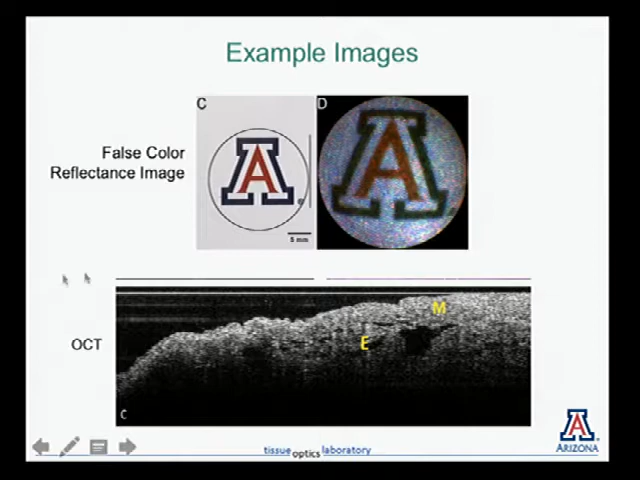 Example Images
C
D
False Color
Reflectance Image
A
A
5 mm
OCT
M
E
C
A
ARIZONA
tissue optics laboratory